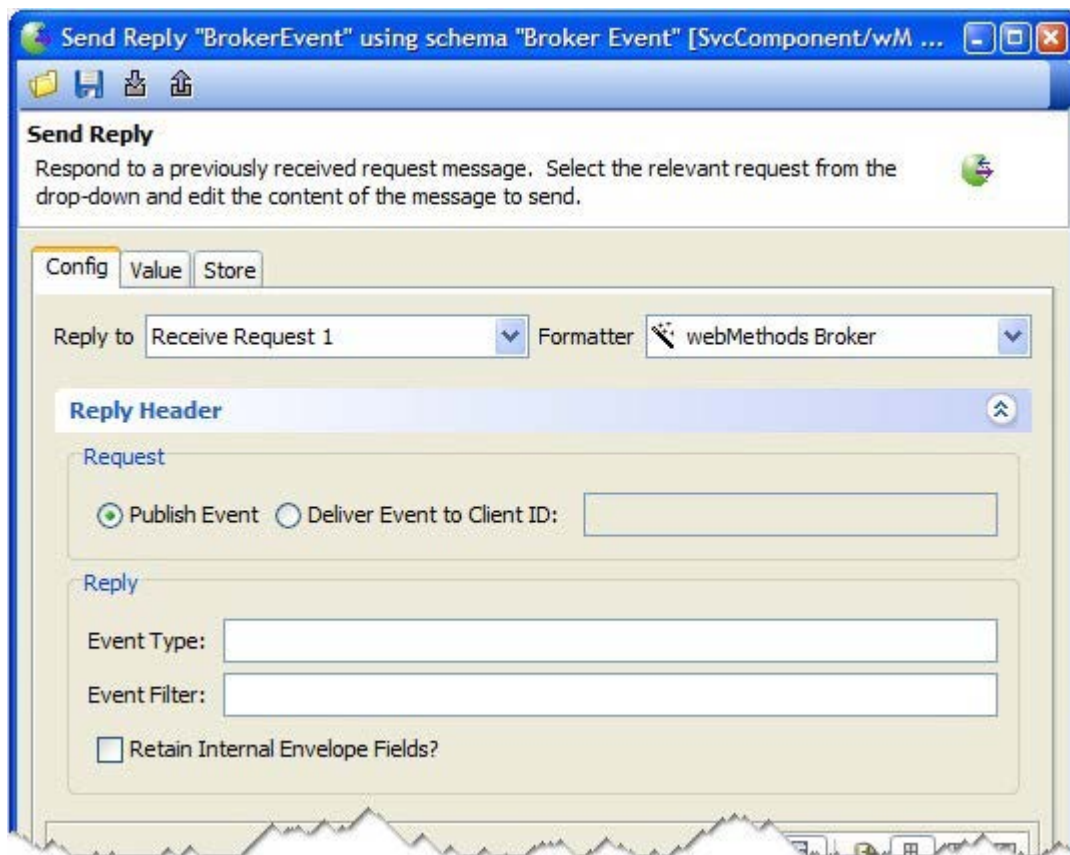 Send Reply "BrokerEvent" using schema "Broker Event" [SvcComponent/wM ...
Send Reply
Respond to a previously received request message. Select the relevant request from the
drop-down and edit the content of the message to send.
Config Value Store
Reply to Receive Request 1 Formatter webMethods Broker
Reply Header
Request
Publish Event Deliver Event to Client ID:
Reply
Event Type:
Event Filter:
Retain Internal Envelope Fields?